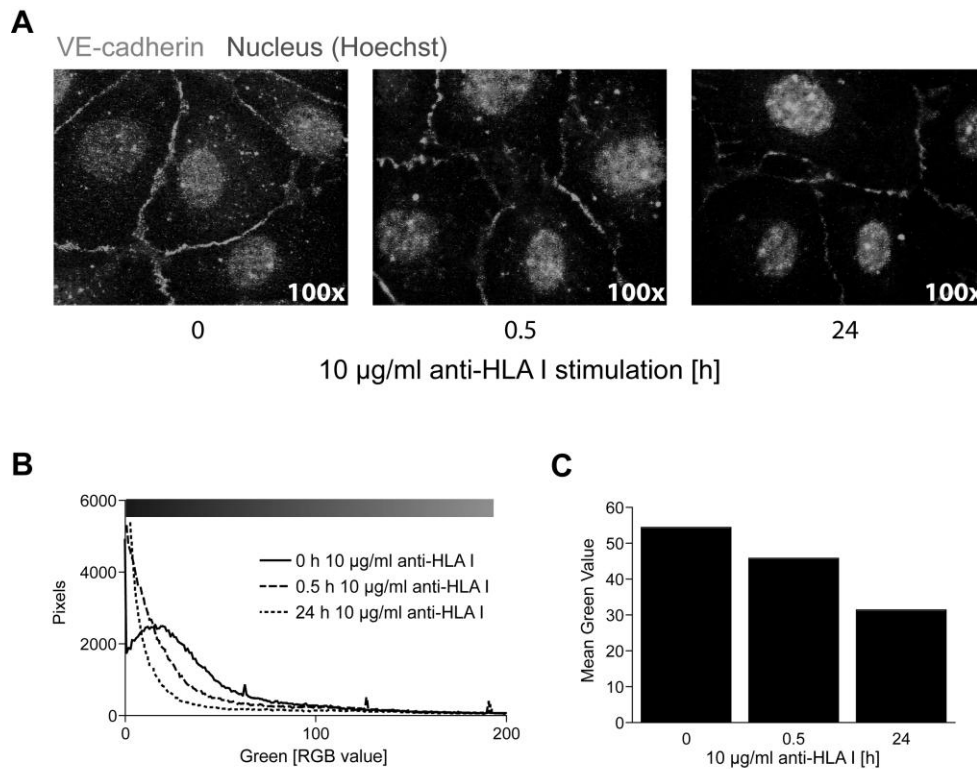 A
VE-cadherin Nucleus (Hoechst)
100x 100x 100x
0 0.5 24
10 µg/ml anti-HLA I stimulation [h]
B
6000
4000
2000
0
Pixels
0 h 10 µg/ml anti-HLA I
0.5 h 10 µg/ml anti-HLA I
24 h 10 µg/ml anti-HLA I
0 100 200
Green [RGB value]
C
60
50
40
30
20
10
0
Mean Green Value
0 0.5 24
10 µg/ml anti-HLA I [h]